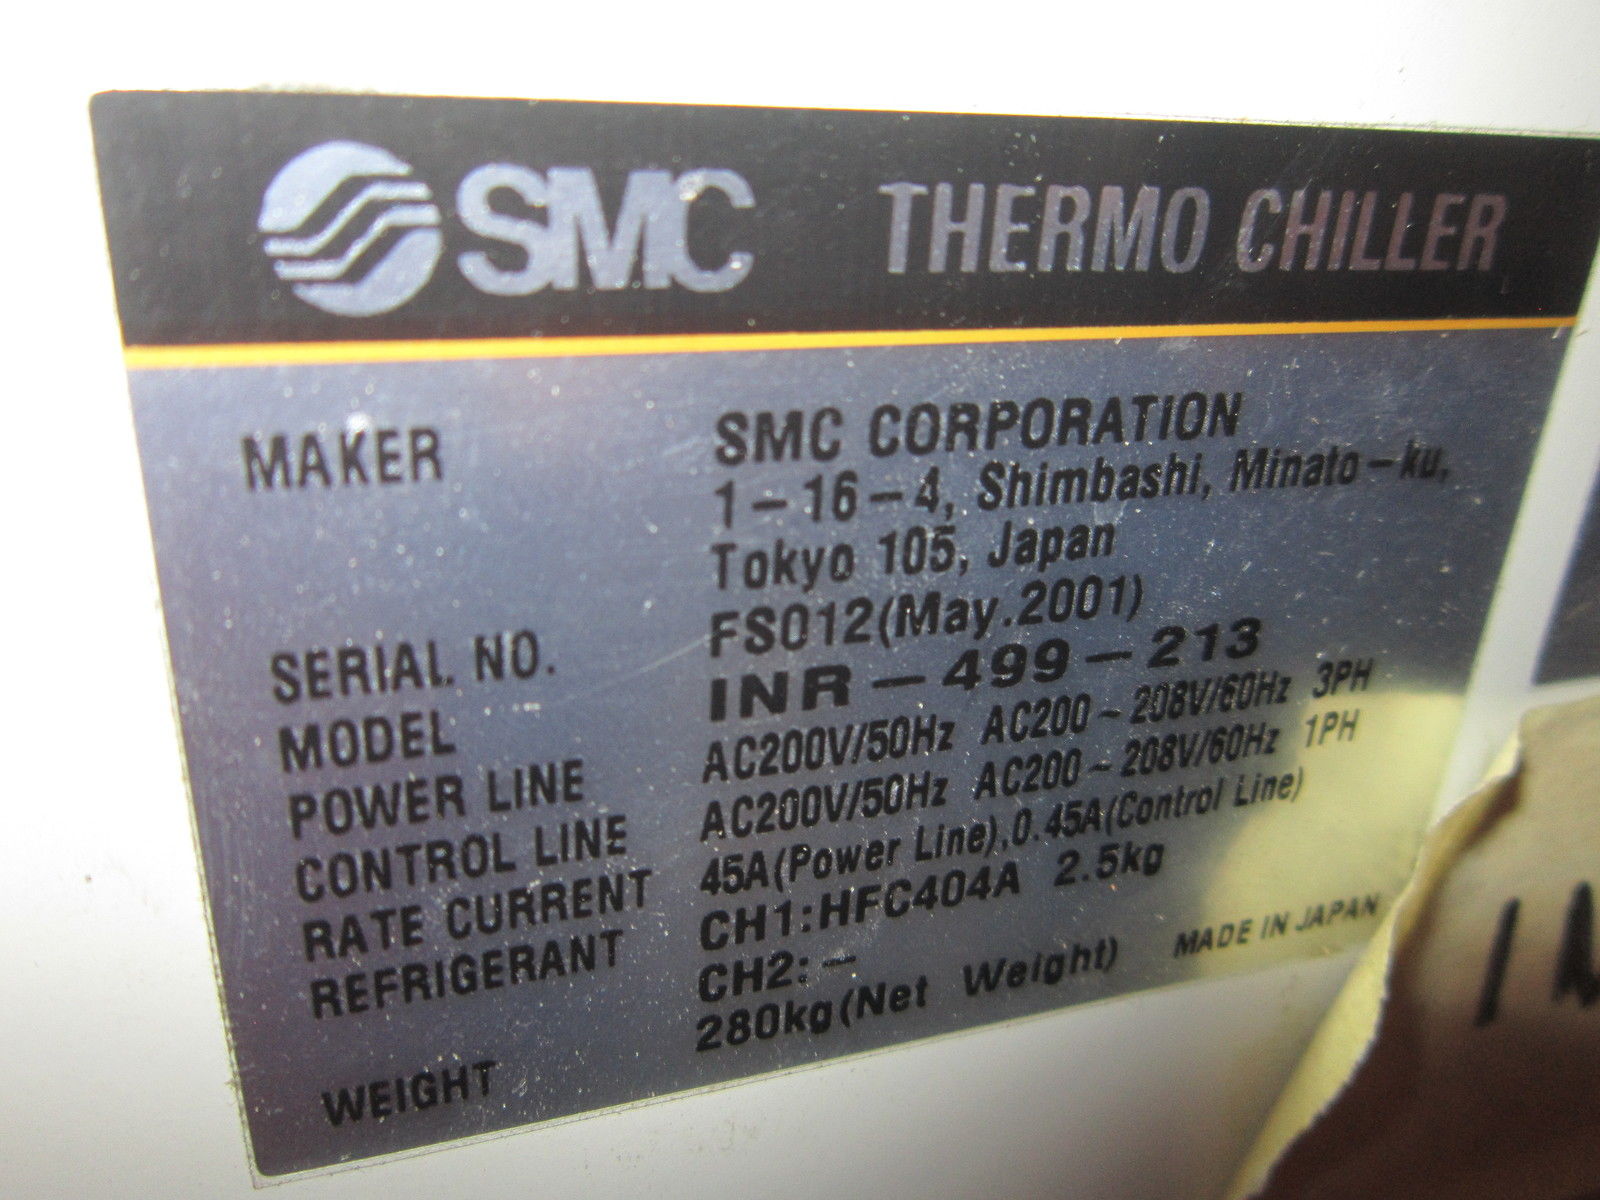 SMC THERMO CHILLER
MAKER SMC CORPORATION
1-16-4, Shimbashi, Minato-ku,
Tokyo 105, Japan
SERIAL NO. FS012(May.2001)
MODEL INR-499-213
POWER LINE AC200V/50Hz AC200~208V/60Hz 3PH
CONTROL LINE AC200V/50Hz AC200~208V/60Hz 1PH
RATE CURRENT 45A(Power Line),0.45A(Control Line)
REFRIGERANT CH1:HFC404A 2.5kg
CH2:-
WEIGHT 280kg(Net Weight)
MADE IN JAPAN